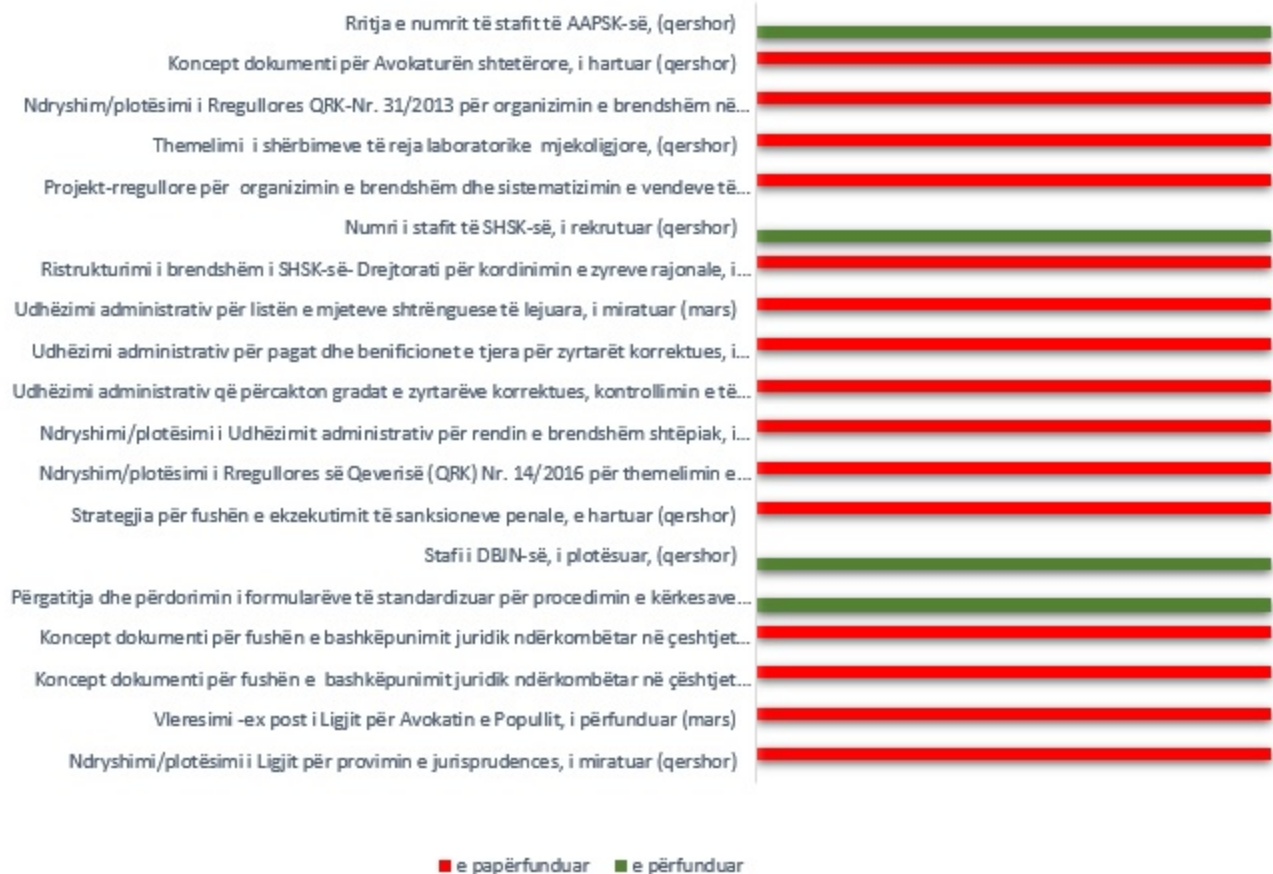 Rritja e numrit të stafit të AAPSK-së, (qershor)
Koncept dokumenti për Avokaturën shtetërore, i hartuar (qershor)
Ndryshim/plotësimi i Rregullores QRK-Nr. 31/2013 për organizimin e brendshëm në...
Themelimi i shërbimeve të reja laboratorike mjekoligjore, (qershor)
Projekt-rregullore për organizimin e brendshëm dhe sistematizimin e vendeve të...
Numri i stafit të SHSK-së, i rekrutuar (qershor)
Ristrukturimi i brendshëm i SHSK-së- Drejtorati për kordinimin e zyreve rajonale, i...
Udhëzimi administrativ për listën e mjeteve shtrënguese të lejuara, i miratuar (mars)
Udhëzimi administrativ për pagat dhe benificionet e tjera për zyrtarët korrektues, i...
Udhëzimi administrativ që përcakton gradat e zyrtarëve korrektues, kontrollimin e të...
Ndryshimi/plotësimi i Udhëzimit administrativ për rendin e brendshëm shtëpiak, i...
Ndryshim/plotësimi i Rregullores së Qeverisë (QRK) Nr. 14/2016 për themelimin e...
Strategjia për fushën e ekzekutimit të sanksioneve penale, e hartuar (qershor)
Stafi i DBJN-së, i plotësuar, (qershor)
Përgatitja dhe përdorimin i formularëve të standardizuar për procedimin e kërkesave...
Koncept dokumenti për fushën e bashkëpunimit juridik ndërkombëtar në çeshtjet...
Koncept dokumenti për fushën e bashkëpunimit juridik ndërkombëtar në çështjet...
Vleresimi -ex post i Ligjit për Avokatin e Popullit, i përfunduar (mars)
Ndryshimi/plotësimi i Ligjit për provimin e jurisprudences, i miratuar (qershor)
e papërfunduar e përfunduar